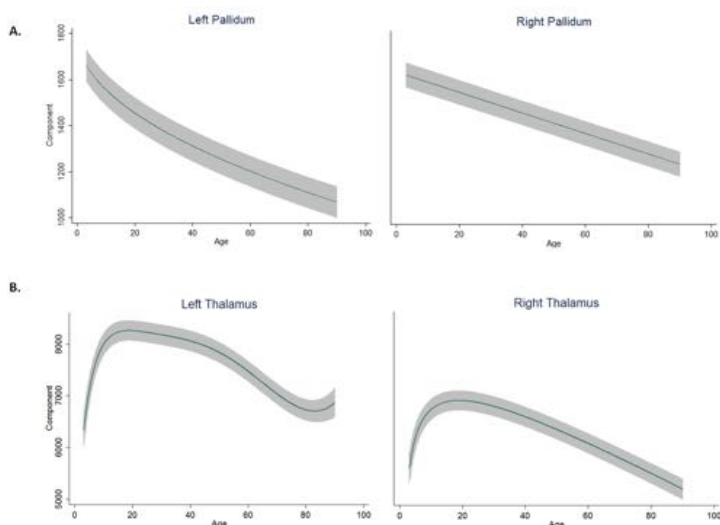 A.
Left Pallidum
Right Pallidum
Component
1000 1200 1400 1600 1800
0 20 40 60 80 100
Age
0 20 40 60 80 100
Age
B.
Left Thalamus
Right Thalamus
Component
5000 6000 7000 8000
0 20 40 60 80 100
Age
0 20 40 60 80 100
Age